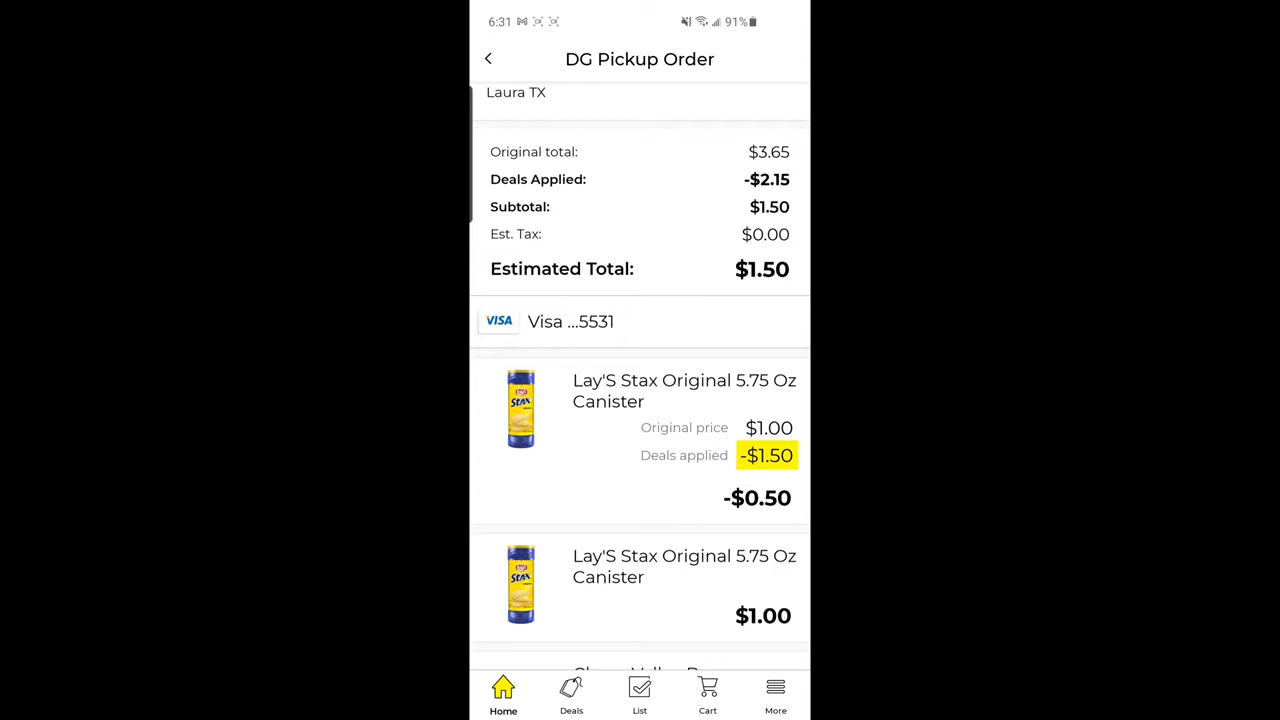 6:31 91%
DG Pickup Order
Laura TX
Original total: $3.65
Deals Applied: -$2.15
Subtotal: $1.50
Est. Tax: $0.00
Estimated Total: $1.50
VISA Visa ...5531
Lay'S Stax Original 5.75 Oz
Canister
Original price $1.00
Deals applied -$1.50
-$0.50
STAX
Lay'S Stax Original 5.75 Oz
Canister
$1.00
STAX
Home Deals List Cart More